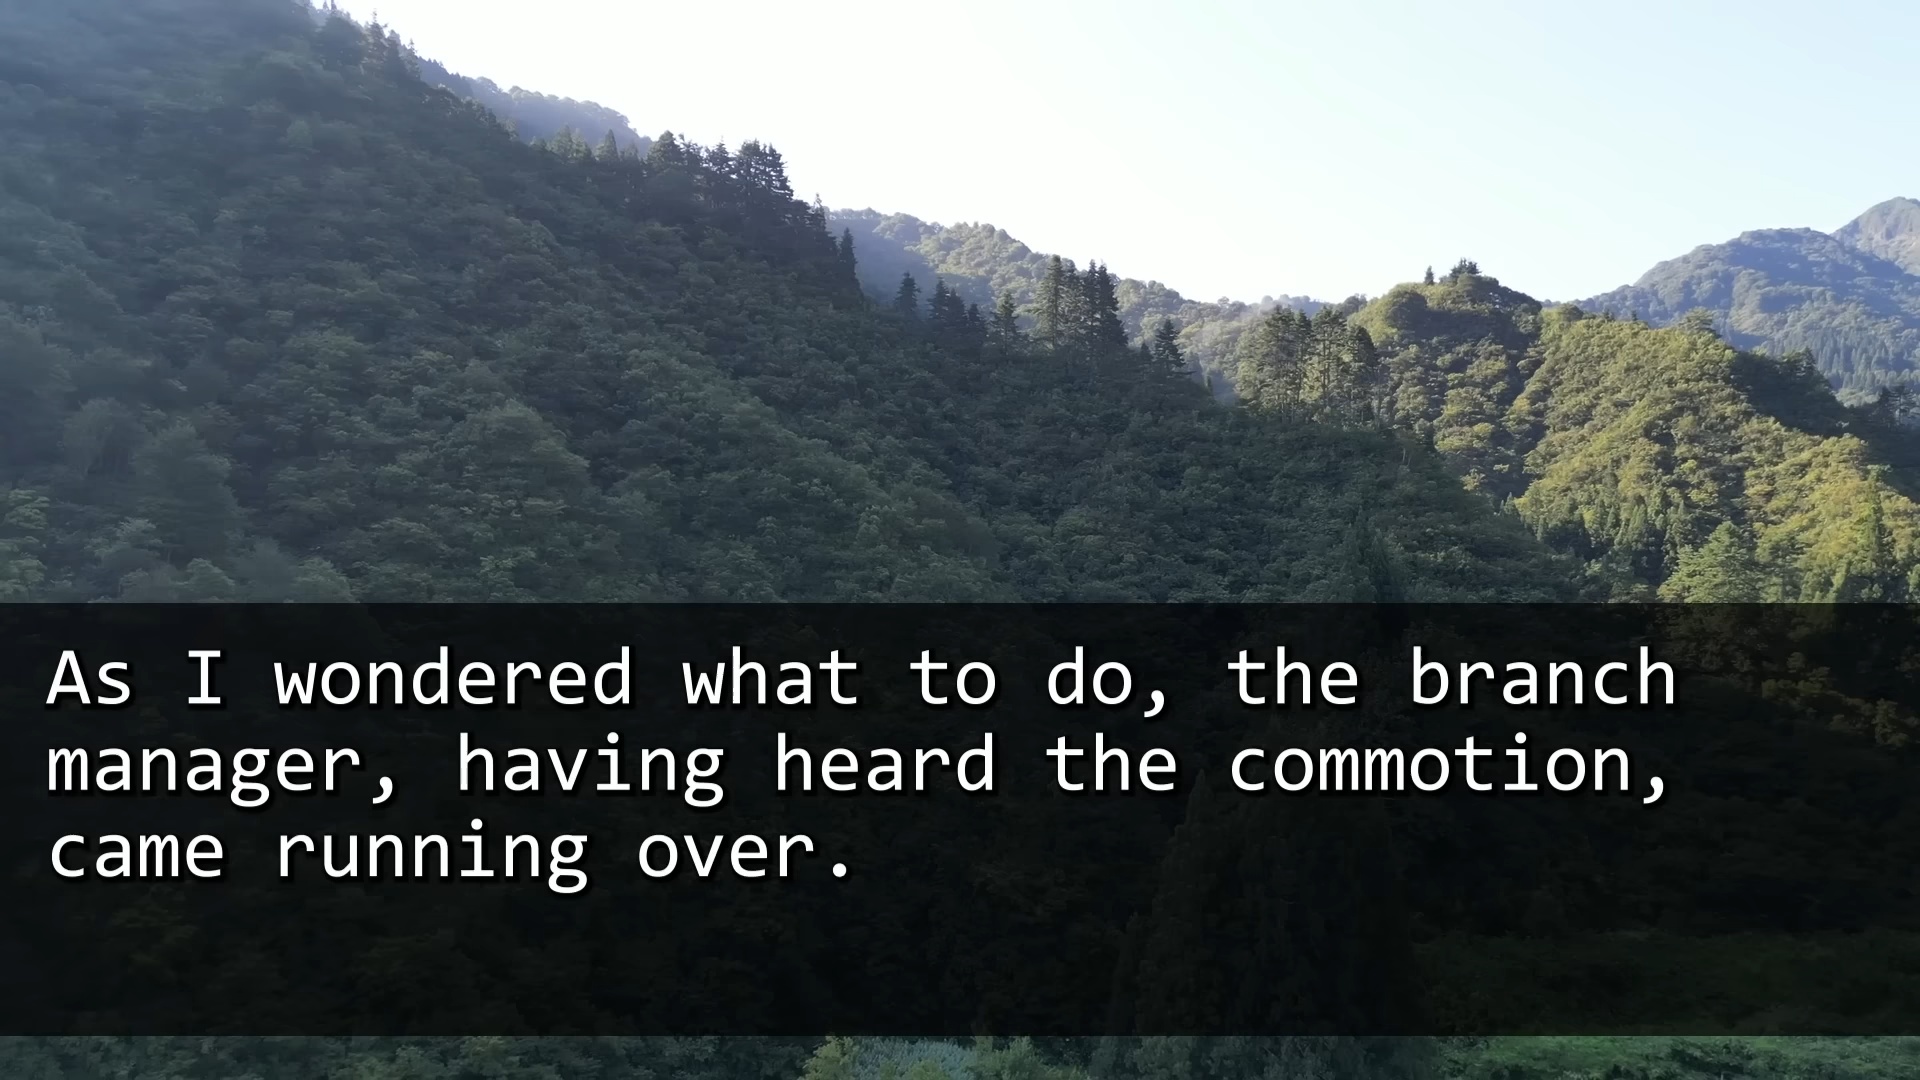 As I wondered what to do, the branch
manager, having heard the commotion,
came running over.